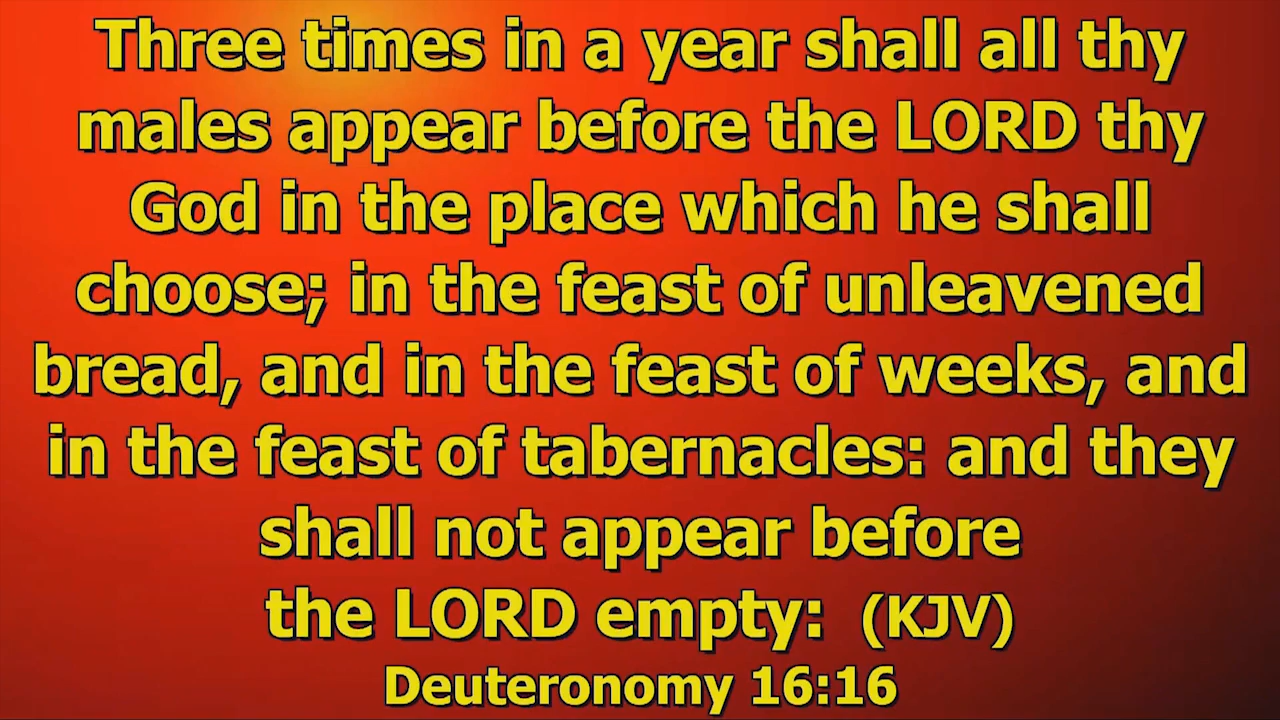 Three times in a year shall all thy
males appear before the LORD thy
God in the place which he shall
choose; in the feast of unleavened
bread, and in the feast of weeks, and
in the feast of tabernacles: and they
shall not appear before
the LORD empty: (KJV)
Deuteronomy 16:16